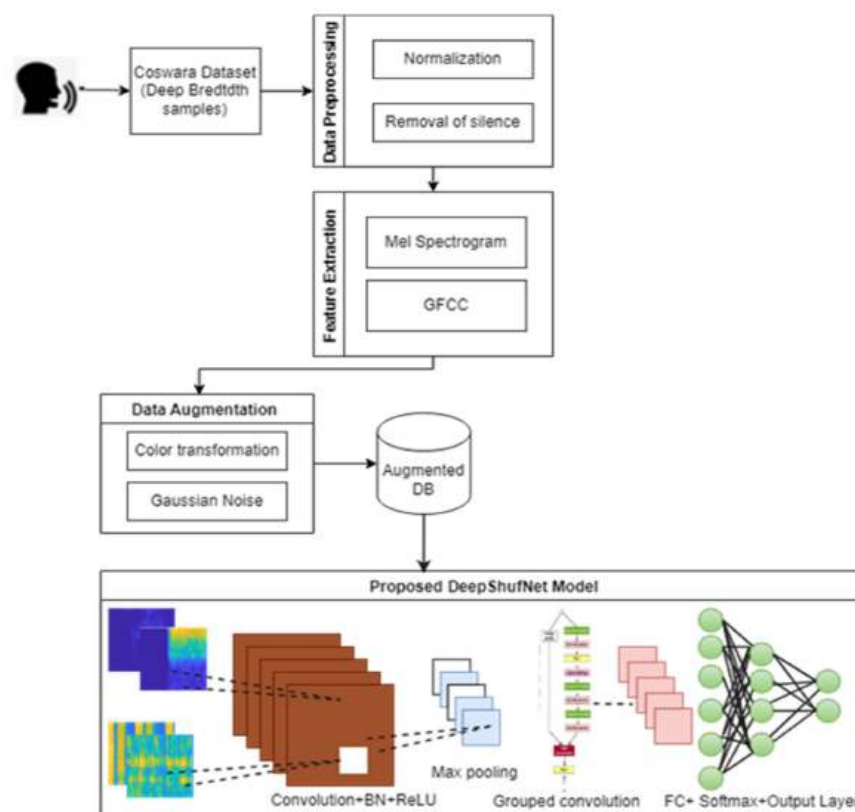 Coswara Dataset
(Deep Bredtdth
samples)
Data Preprocessing
Normalization
Removal of silence
Feature Extraction
Mel Spectrogram
GFCC
Data Augmentation
Color transformation
Gaussian Noise
Augmented
DB
Proposed DeepShufNet Model
Convolution+BN+ReLU
Max pooling
Grouped convolution
FC+ Softmax+Output Layer